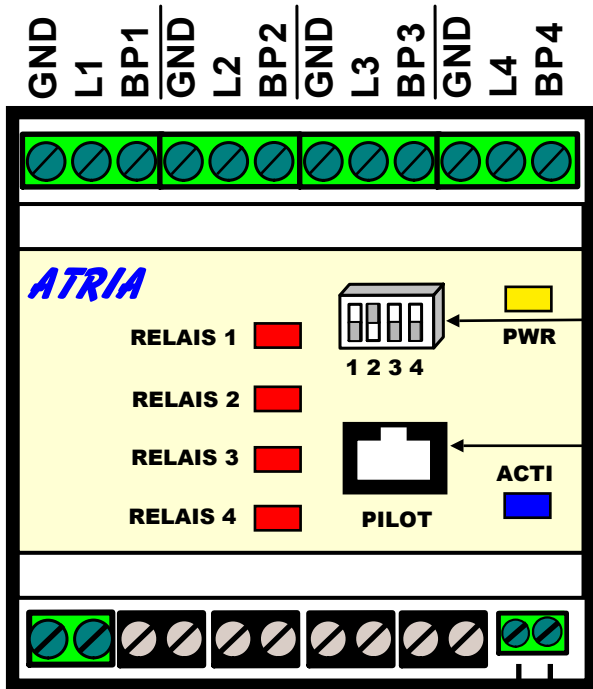 GND L1 BP1 GND L2 BP2 GND L3 BP3 GND L4 BP4
ATRIA
RELAIS 1
PWR
1 2 3 4
RELAIS 2
RELAIS 3
ACTI
RELAIS 4
PILOT